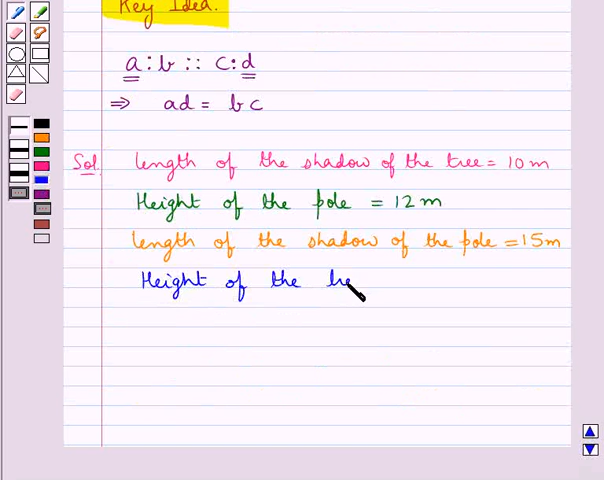 Key Idea.
a : b :: c : d
⇒ ad = bc
Sol. length of the shadow of the tree = 10 m
Height of the pole = 12 m
length of the shadow of the pole = 15 m
Height of the